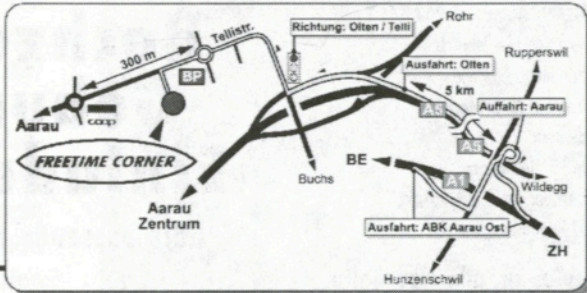 Tellistr.
300 m
Richtung: Olten / Telli
Rohr
BP
Ausfahrt: Olten
Rupperswil
5 km
Auffahrt: Aarau
Aarau
coop
A5
FREETIME CORNER
A5
Buchs
BE
A1
Wildegg
Aarau
Zentrum
Ausfahrt: ABK Aarau Ost
ZH
Hunzenschwil